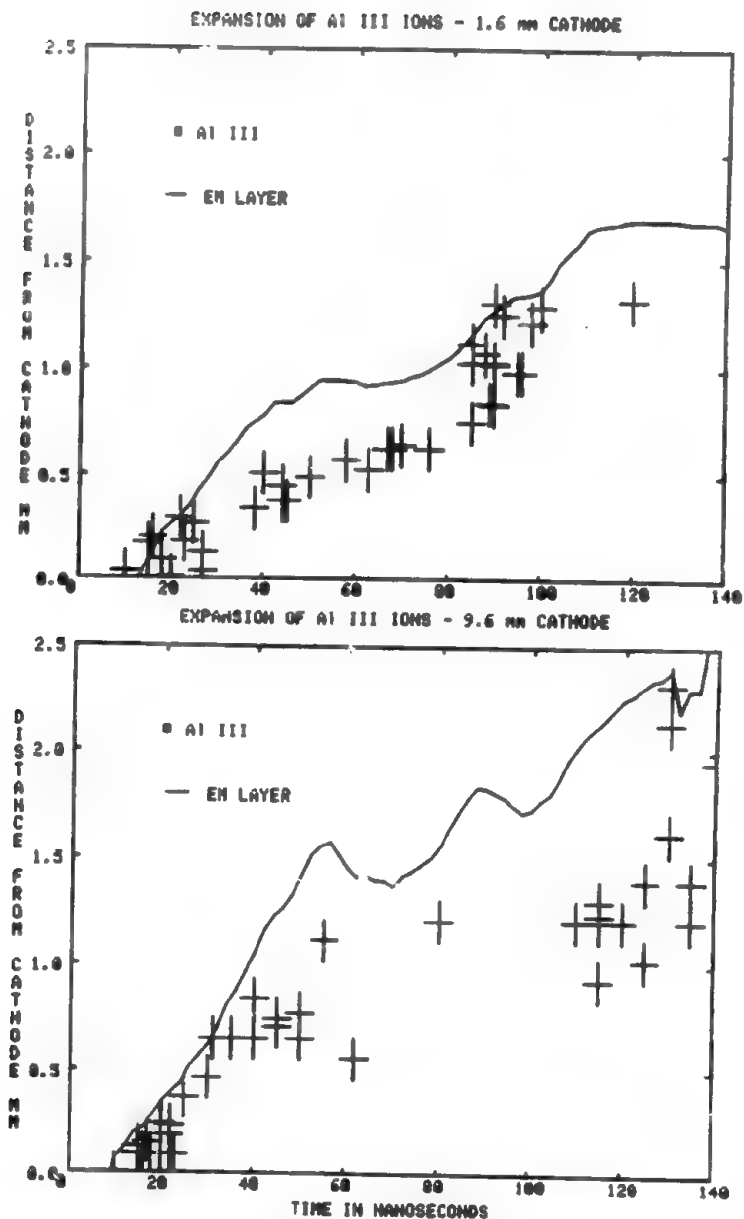 EXPANSION OF Al III IONS - 1.6 mm CATHODE
2.5
2.0
1.5
1.0
0.5
0.0
DISTANCE FROM CATHODE MM
Al III
EM LAYER
0 20 40 60 80 100 120 140
EXPANSION OF Al III IONS - 9.6 mm CATHODE
2.5
2.0
1.5
1.0
0.5
0.0
DISTANCE FROM CATHODE MM
Al III
EM LAYER
0 20 40 60 80 100 120 140
TIME IN NANOSECONDS